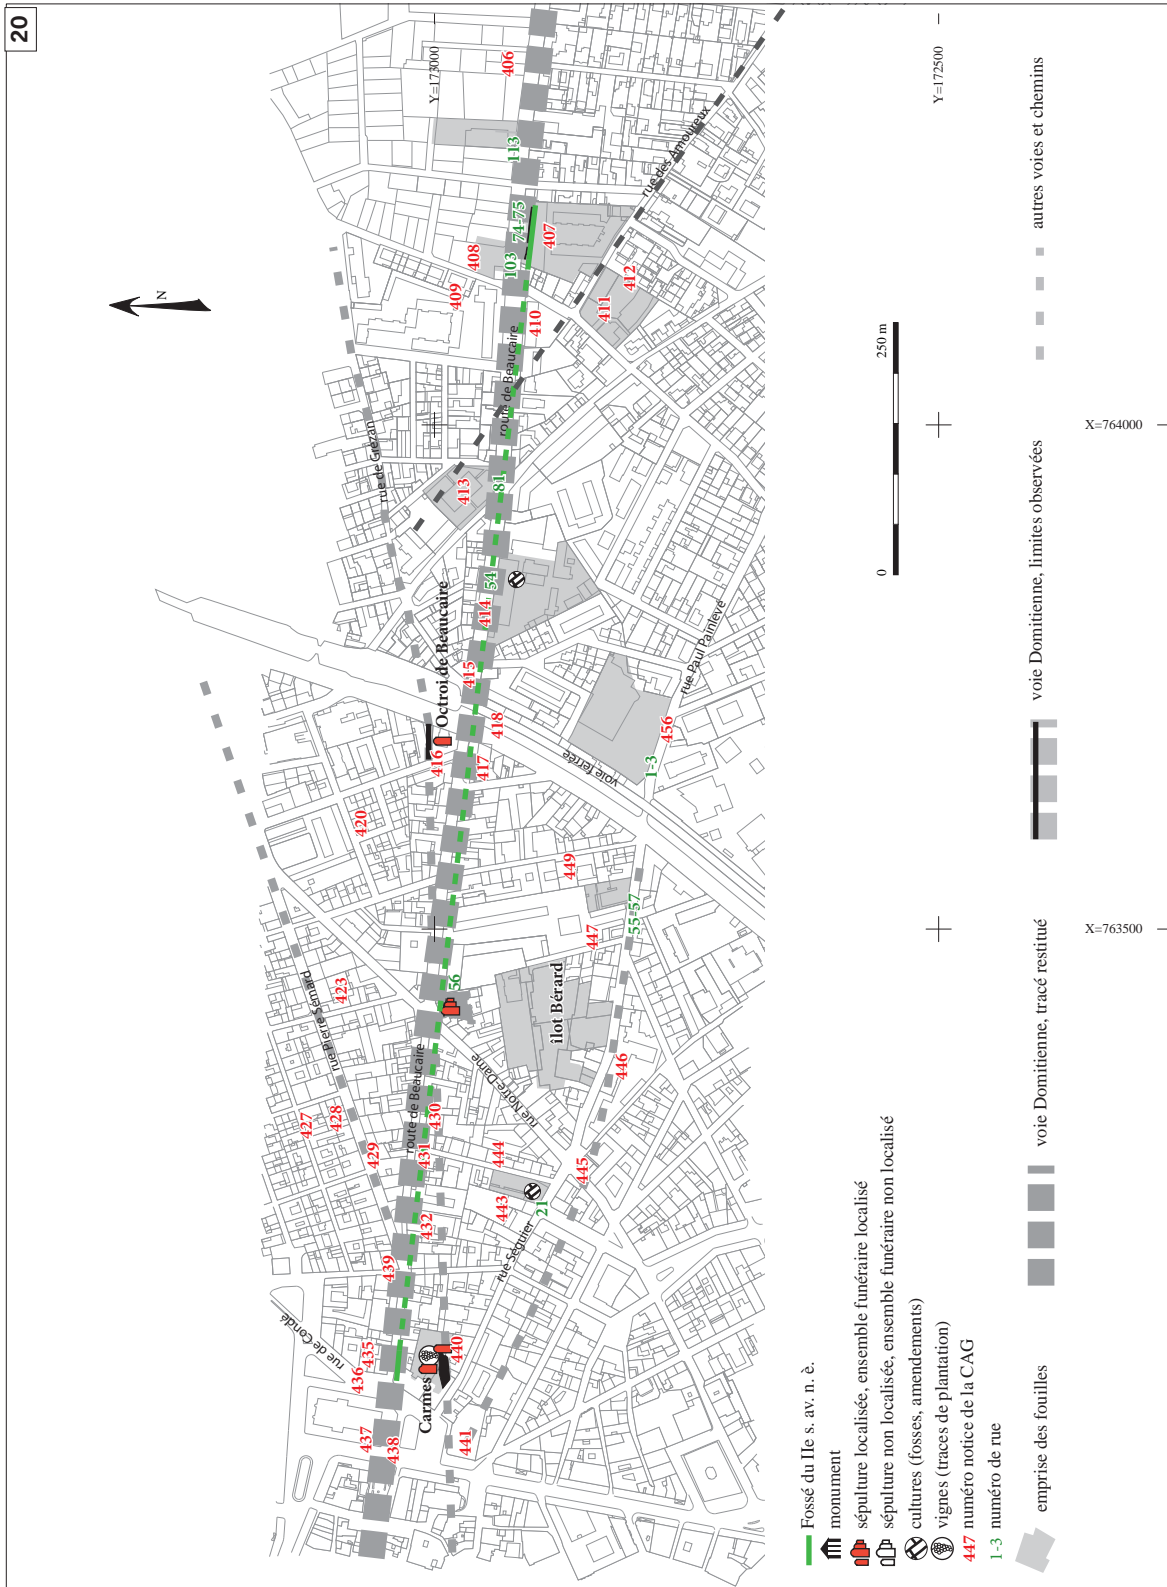 20
N
Y=173000
Y=172500
X=764000
X=763500
0
250 m
rue de Grézan
rue Pierre Semard
rue de Condé
route de Beaucaire
route de Beaucaire
rue des Amoureux
rue Paul Painlevé
rue Notre-Dame
rue Séguier
voie ferrée
Octroi de Beaucaire
îlot Bérard
Carmes
406
113
74-75
407
408
103
409
410
411
412
413
81
54
414
415
416
417
418
420
456
1-3
449
55-57
447
446
423
56
427
428
429
430
431
432
439
443
444
445
21
435
436
437
438
440
441
Fossé du IIe s. av. n. è.
monument
sépulture localisée, ensemble funéraire localisé
sépulture non localisée, ensemble funéraire non localisé
cultures (fosses, amendements)
vignes (traces de plantation)
447 numéro notice de la CAG
1-3 numéro de rue
emprise des fouilles
voie Domitienne, tracé restitué
voie Domitienne, limites observées
autres voies et chemins